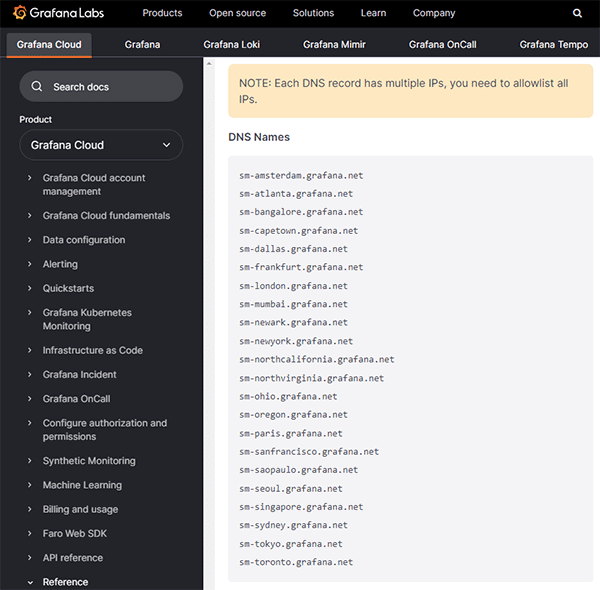 Grafana Labs Products Open source Solutions Learn Company
Grafana Cloud Grafana Grafana Loki Grafana Mimir Grafana OnCall Grafana Tempo
Search docs
Product
Grafana Cloud
Grafana Cloud account
management
Grafana Cloud fundamentals
Data configuration
Alerting
Quickstarts
Grafana Kubernetes
Monitoring
Infrastructure as Code
Grafana Incident
Grafana OnCall
Configure authorization and
permissions
Synthetic Monitoring
Machine Learning
Billing and usage
Faro Web SDK
API reference
Reference
NOTE: Each DNS record has multiple IPs, you need to allowlist all
IPs.
DNS Names
sm-amsterdam.grafana.net
sm-atlanta.grafana.net
sm-bangalore.grafana.net
sm-capetown.grafana.net
sm-dallas.grafana.net
sm-frankfurt.grafana.net
sm-london.grafana.net
sm-mumbai.grafana.net
sm-newark.grafana.net
sm-newyork.grafana.net
sm-northcalifornia.grafana.net
sm-northvirginia.grafana.net
sm-ohio.grafana.net
sm-oregon.grafana.net
sm-paris.grafana.net
sm-sanfrancisco.grafana.net
sm-saopaulo.grafana.net
sm-seoul.grafana.net
sm-singapore.grafana.net
sm-sydney.grafana.net
sm-tokyo.grafana.net
sm-toronto.grafana.net